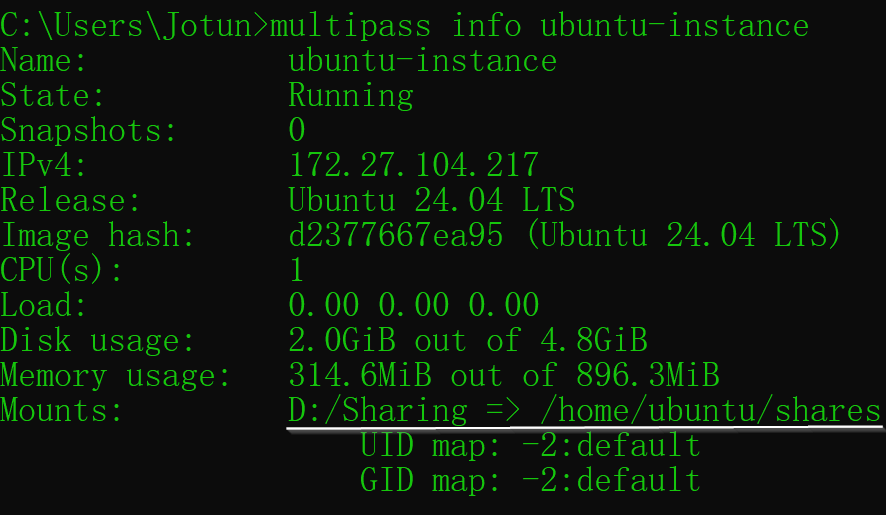 C:\Users\Jotun>multipass info ubuntu-instance
Name: ubuntu-instance
State: Running
Snapshots: 0
IPv4: 172.27.104.217
Release: Ubuntu 24.04 LTS
Image hash: d2377667ea95 (Ubuntu 24.04 LTS)
CPU(s): 1
Load: 0.00 0.00 0.00
Disk usage: 2.0GiB out of 4.8GiB
Memory usage: 314.6MiB out of 896.3MiB
Mounts: D:/Sharing => /home/ubuntu/shares
UID map: -2:default
GID map: -2:default